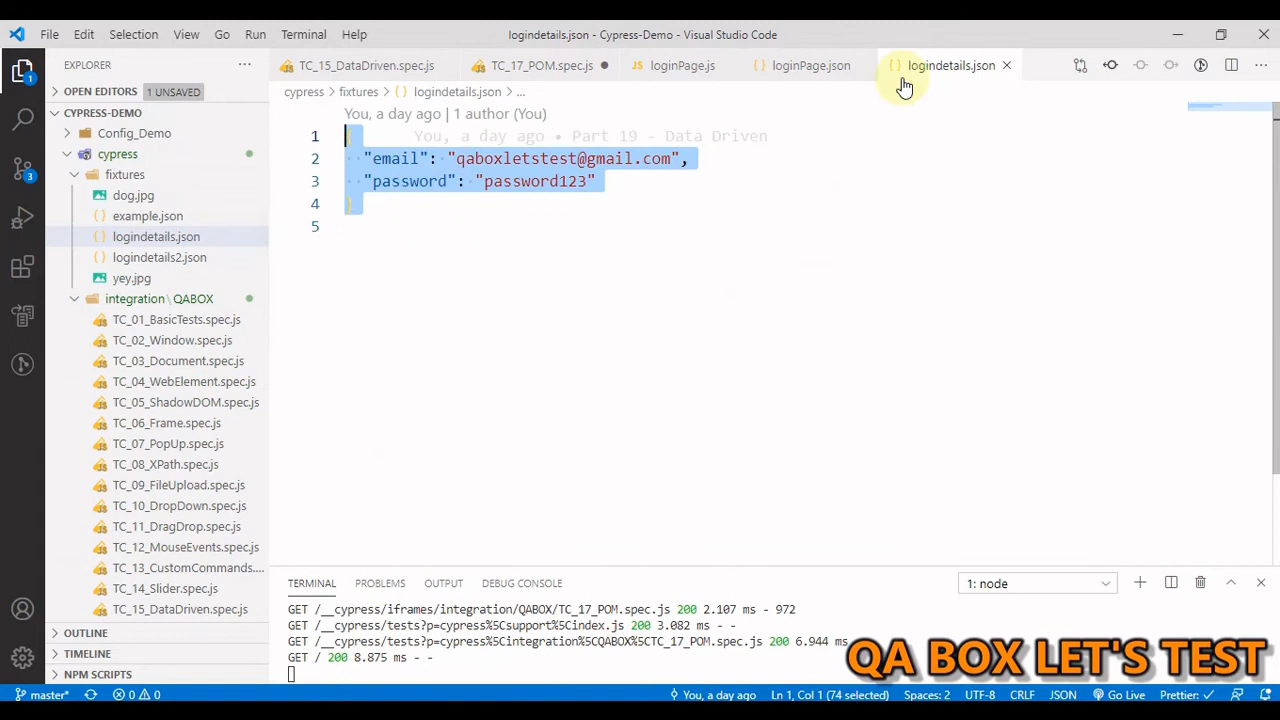 File Edit Selection View Go Run Terminal Help logindetails.json - Cypress-Demo - Visual Studio Code
EXPLORER ···
TC_15_DataDriven.spec.js TC_17_POM.spec.js loginPage.js loginPage.json logindetails.json
OPEN EDITORS 1 UNSAVED
cypress > fixtures > logindetails.json > ...
CYPRESS-DEMO
Config_Demo
cypress
fixtures
dog.jpg
example.json
logindetails.json
logindetails2.json
yey.jpg
integration\QABOX
TC_01_BasicTests.spec.js
TC_02_Window.spec.js
TC_03_Document.spec.js
TC_04_WebElement.spec.js
TC_05_ShadowDOM.spec.js
TC_06_Frame.spec.js
TC_07_PopUp.spec.js
TC_08_XPath.spec.js
TC_09_FileUpload.spec.js
TC_10_DropDown.spec.js
TC_11_DragDrop.spec.js
TC_12_MouseEvents.spec.js
TC_13_CustomCommands....
TC_14_Slider.spec.js
TC_15_DataDriven.spec.js
OUTLINE
TIMELINE
NPM SCRIPTS
You, a day ago | 1 author (You)
1 { You, a day ago • Part 19 - Data Driven
2 "email": "qaboxletstest@gmail.com",
3 "password": "password123"
4 }
5
TERMINAL PROBLEMS OUTPUT DEBUG CONSOLE 1: node
GET /__cypress/iframes/integration/QABOX/TC_17_POM.spec.js 200 2.107 ms - 972
GET /__cypress/tests?p=cypress%5Csupport%5Cindex.js 200 3.082 ms - -
GET /__cypress/tests?p=cypress%5Cintegration%5CQABOX%5CTC_17_POM.spec.js 200 6.944 ms
GET / 200 8.875 ms - -
QA BOX LET'S TEST
master* 0 0 You, a day ago Ln 1, Col 1 (74 selected) Spaces: 2 UTF-8 CRLF JSON Go Live Prettier: ✓
1
3